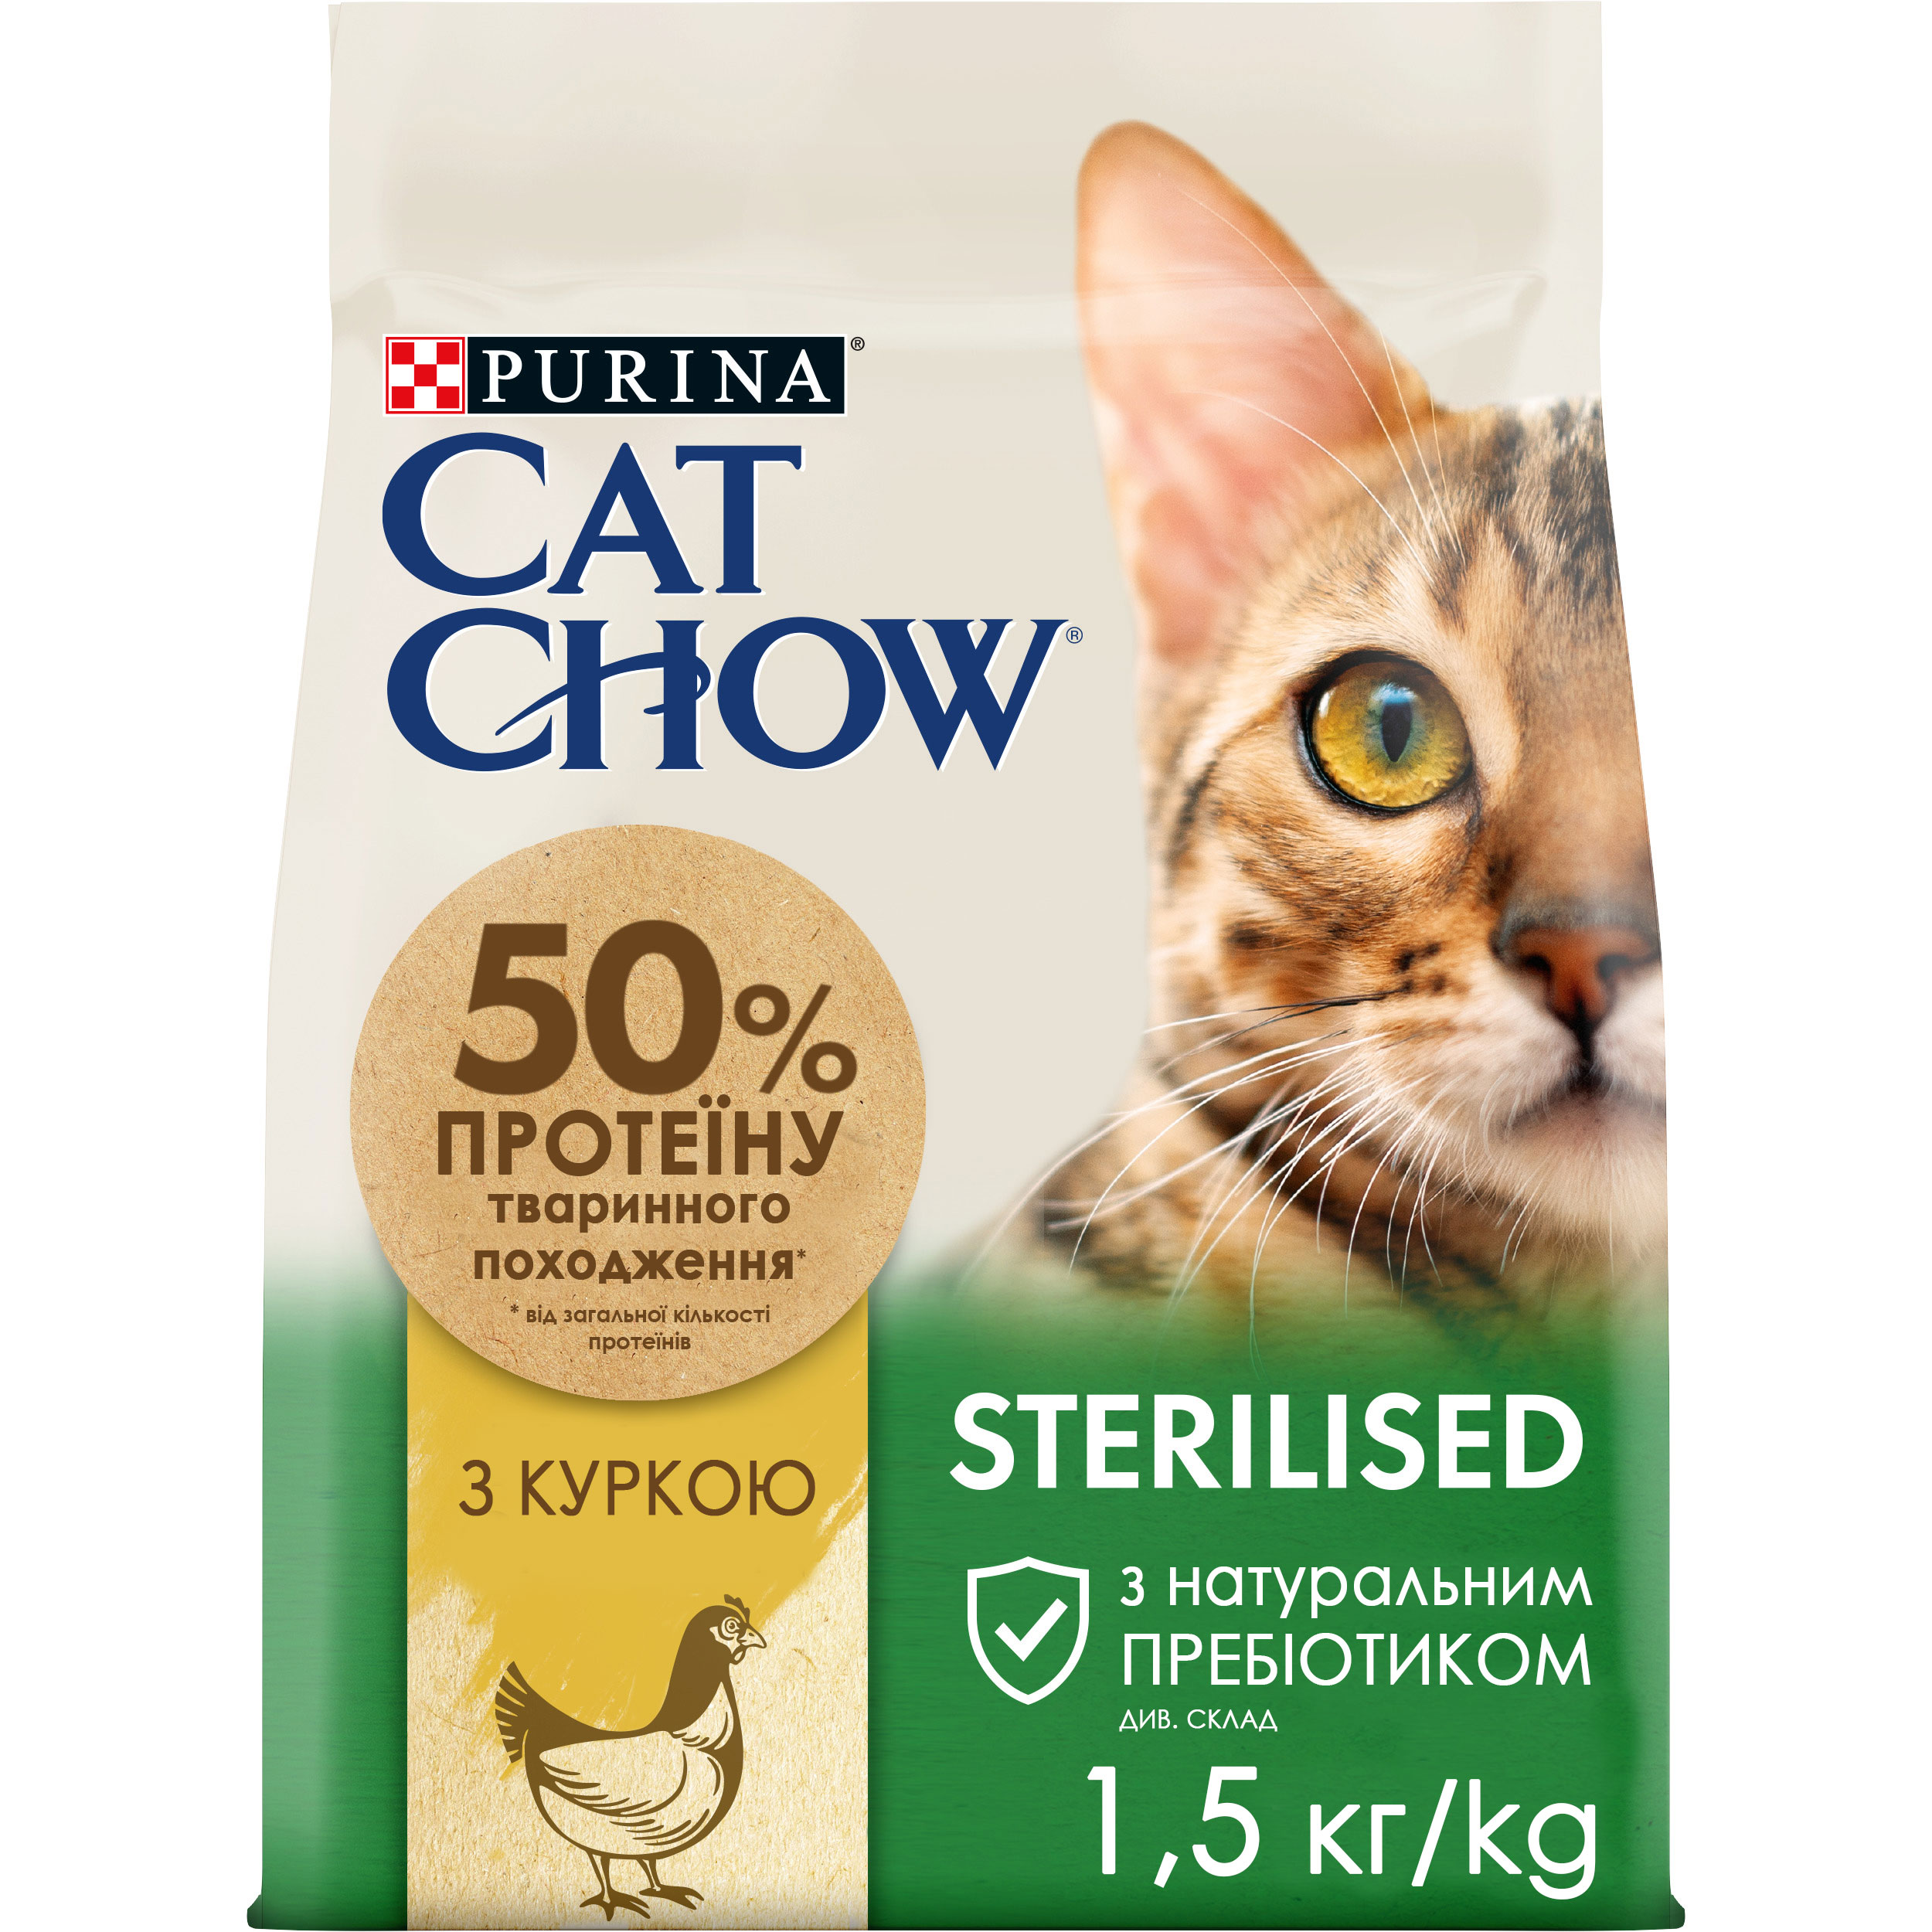 PURINA®
CAT
CHOW®
50%
ПРОТЕЇНУ
тваринного
походження*
* від загальної кількості
протеїнів
З КУРКОЮ
STERILISED
з натуральним
ПРЕБІОТИКОМ
ДИВ. СКЛАД
1,5 кг/kg